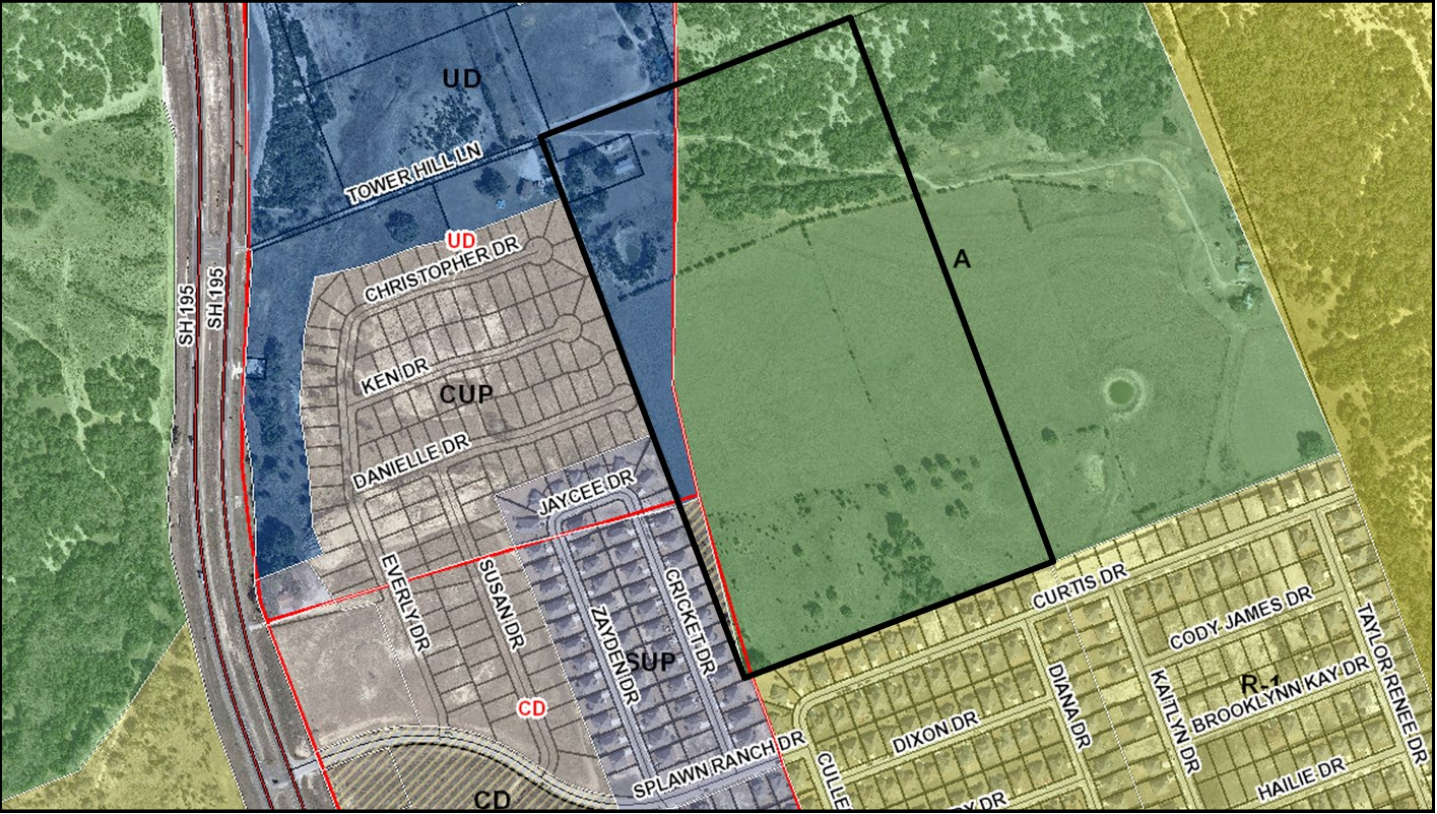 UD
TOWER HILL LN
UD
CHRISTOPHER DR
A
SH 195
SH 195
KEN DR
CUP
DANIELLE DR
JAYCEE DR
EVERLY DR
SUSAN DR
CRICKET DR
ZAYDEN DR
SUP
CURTIS DR
CODY JAMES DR
TAYLOR RENEE DR
R-1
BROOKLYNN KAY DR
KAITLYN DR
DIANA DR
DIXON DR
CD
SPLAWN RANCH DR
CULLE
HAILIE DR
CD
DR